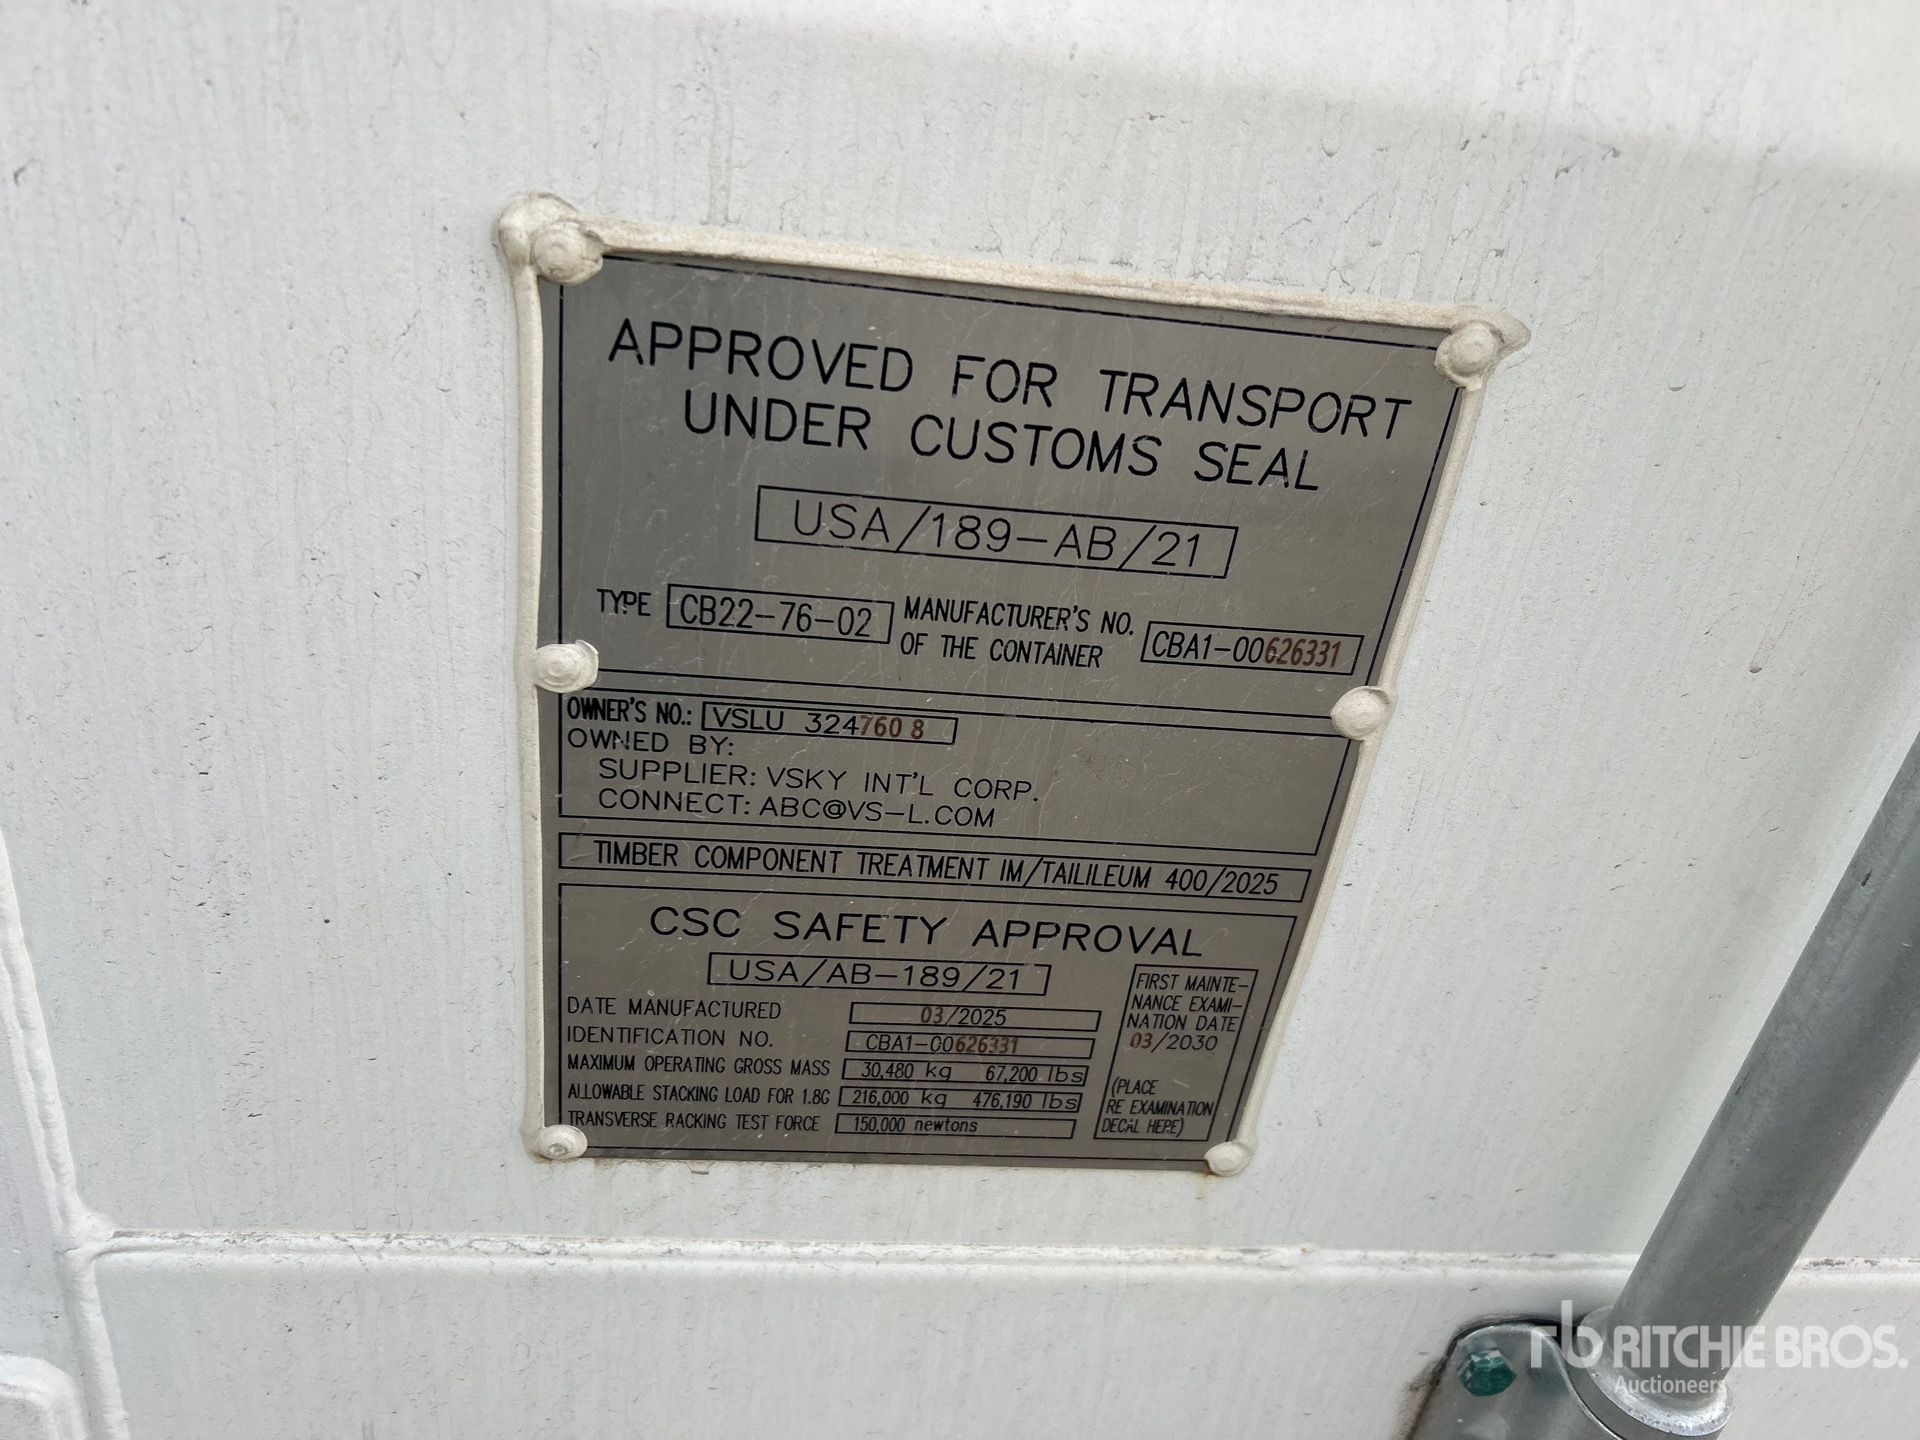 APPROVED FOR TRANSPORT
UNDER CUSTOMS SEAL
USA/189-AB/21
TYPE CB22-76-02 MANUFACTURER'S NO. OF THE CONTAINER CBA1-00626331
OWNER'S NO.: VSLU 324760 8
OWNED BY:
SUPPLIER: VSKY INT'L CORP.
CONNECT: ABC@VS-L.COM
TIMBER COMPONENT TREATMENT IM/TAILILEUM 400/2025
CSC SAFETY APPROVAL
USA/AB-189/21
DATE MANUFACTURED 03/2025
IDENTIFICATION NO. CBA1-00626331
MAXIMUM OPERATING GROSS MASS 30,480 kg 67,200 lbs
ALLOWABLE STACKING LOAD FOR 1.8G 216,000 kg 476,190 lbs
TRANSVERSE RACKING TEST FORCE 150,000 newtons
FIRST MAINTE-
NANCE EXAMI-
NATION DATE
03/2030
(PLACE
RE EXAMINATION
DECAL HERE)
rb RITCHIE BROS.
Auctioneers